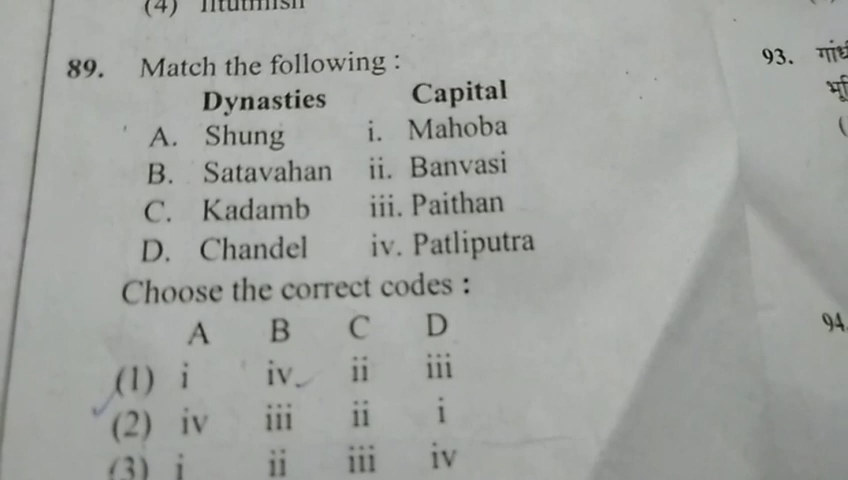 (4)
89. Match the following :
Dynasties Capital
A. Shung i. Mahoba
B. Satavahan ii. Banvasi
C. Kadamb iii. Paithan
D. Chandel iv. Patliputra
Choose the correct codes :
A B C D
(1) i iv ii iii
(2) iv iii ii i
(3) i ii iii iv
93.
94.